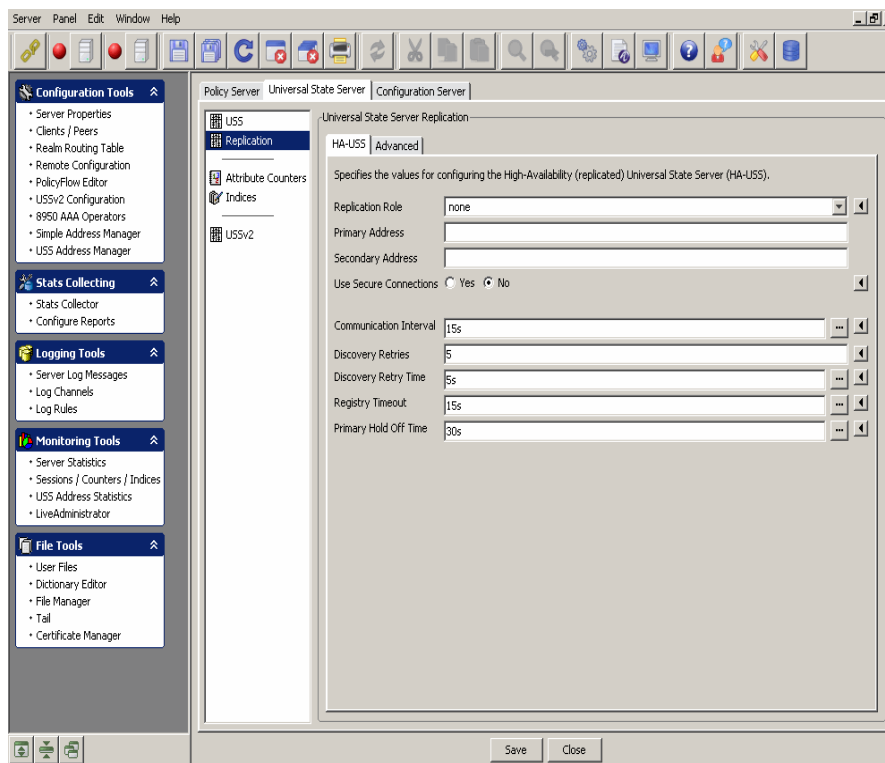 Server Panel Edit Window Help
Configuration Tools
Server Properties
Clients / Peers
Realm Routing Table
Remote Configuration
PolicyFlow Editor
USSv2 Configuration
8950 AAA Operators
Simple Address Manager
USS Address Manager
Stats Collecting
Stats Collector
Configure Reports
Logging Tools
Server Log Messages
Log Channels
Log Rules
Monitoring Tools
Server Statistics
Sessions / Counters / Indices
USS Address Statistics
LiveAdministrator
File Tools
User Files
Dictionary Editor
File Manager
Tail
Certificate Manager
Policy Server Universal State Server Configuration Server
USS
Replication
Attribute Counters
Indices
USSv2
Universal State Server Replication
HA-USS Advanced
Specifies the values for configuring the High-Availability (replicated) Universal State Server (HA-USS).
Replication Role none
Primary Address
Secondary Address
Use Secure Connections Yes No
Communication Interval 15s ...
Discovery Retries 5
Discovery Retry Time 5s ...
Registry Timeout 15s ...
Primary Hold Off Time 30s ...
Save Close